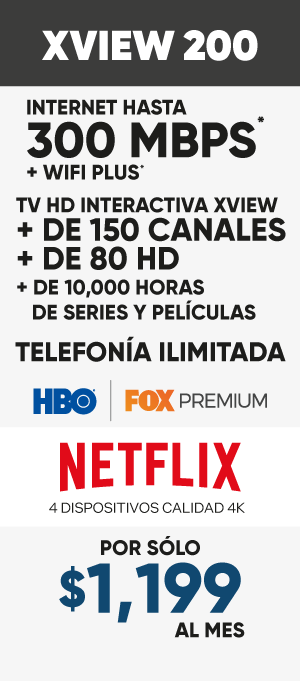 XVIEW 200
INTERNET HASTA
300 MBPS*
+ WIFI PLUS*
TV HD INTERACTIVA XVIEW
+ DE 150 CANALES
+ DE 80 HD
+ DE 10,000 HORAS
DE SERIES Y PELÍCULAS
TELEFONÍA ILIMITADA
HBO | FOX PREMIUM
NETFLIX
4 DISPOSITIVOS CALIDAD 4K
POR SÓLO
$1,199
AL MES